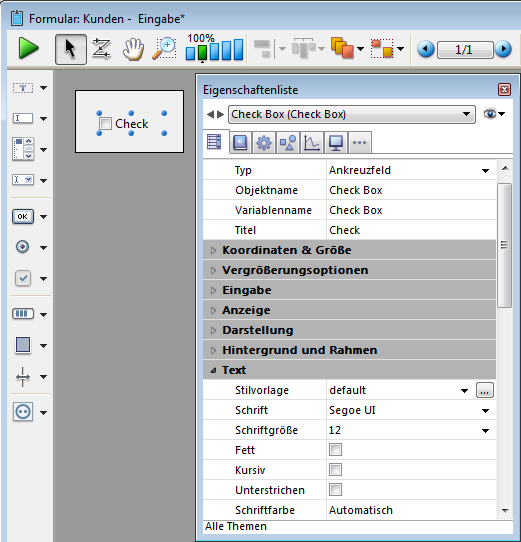 Formular: Kunden - Eingabe*
100%
1/1
T
OK
Check
Eigenschaftenliste
Check Box (Check Box)
Typ Ankreuzfeld
Objektname Check Box
Variablenname Check Box
Titel Check
Koordinaten & Größe
Vergrößerungsoptionen
Eingabe
Anzeige
Darstellung
Hintergrund und Rahmen
Text
Stilvorlage default ...
Schrift Segoe UI
Schriftgröße 12
Fett
Kursiv
Unterstrichen
Schriftfarbe Automatisch
Alle Themen